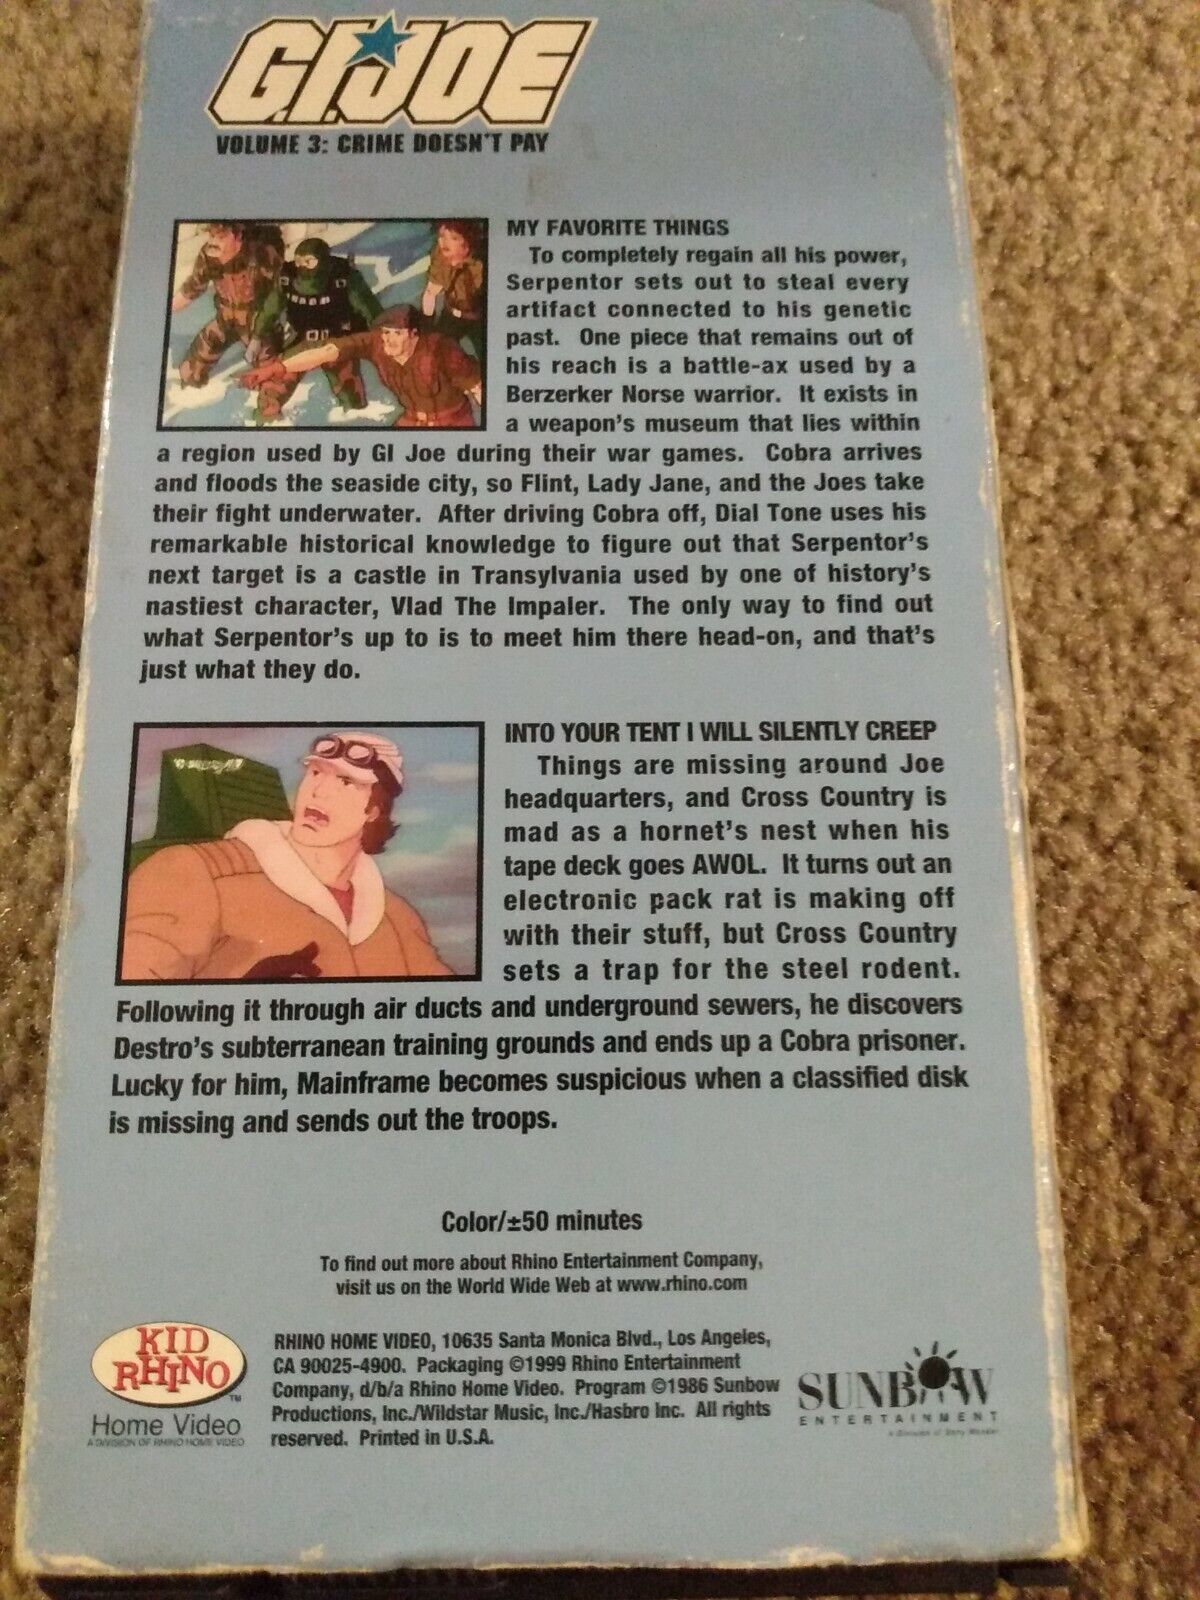 G.I. JOE
VOLUME 3: CRIME DOESN'T PAY
MY FAVORITE THINGS
To completely regain all his power,
Serpentor sets out to steal every
artifact connected to his genetic
past. One piece that remains out of
his reach is a battle-ax used by a
Berzerker Norse warrior. It exists in
a weapon's museum that lies within
a region used by GI Joe during their war games. Cobra arrives
and floods the seaside city, so Flint, Lady Jane, and the Joes take
their fight underwater. After driving Cobra off, Dial Tone uses his
remarkable historical knowledge to figure out that Serpentor's
next target is a castle in Transylvania used by one of history's
nastiest character, Vlad The Impaler. The only way to find out
what Serpentor's up to is to meet him there head-on, and that's
just what they do.
INTO YOUR TENT I WILL SILENTLY CREEP
Things are missing around Joe
headquarters, and Cross Country is
mad as a hornet's nest when his
tape deck goes AWOL. It turns out an
electronic pack rat is making off
with their stuff, but Cross Country
sets a trap for the steel rodent.
Following it through air ducts and underground sewers, he discovers
Destro's subterranean training grounds and ends up a Cobra prisoner.
Lucky for him, Mainframe becomes suspicious when a classified disk
is missing and sends out the troops.
Color/±50 minutes
To find out more about Rhino Entertainment Company,
visit us on the World Wide Web at www.rhino.com
KID
RHINO™
Home Video
A DIVISION OF RHINO HOME VIDEO
RHINO HOME VIDEO, 10635 Santa Monica Blvd., Los Angeles,
CA 90025-4900. Packaging ©1999 Rhino Entertainment
Company, d/b/a Rhino Home Video. Program ©1986 Sunbow
Productions, Inc./Wildstar Music, Inc./Hasbro Inc. All rights
reserved. Printed in U.S.A.
SUNBOW
ENTERTAINMENT
A Division of Sony Wonder